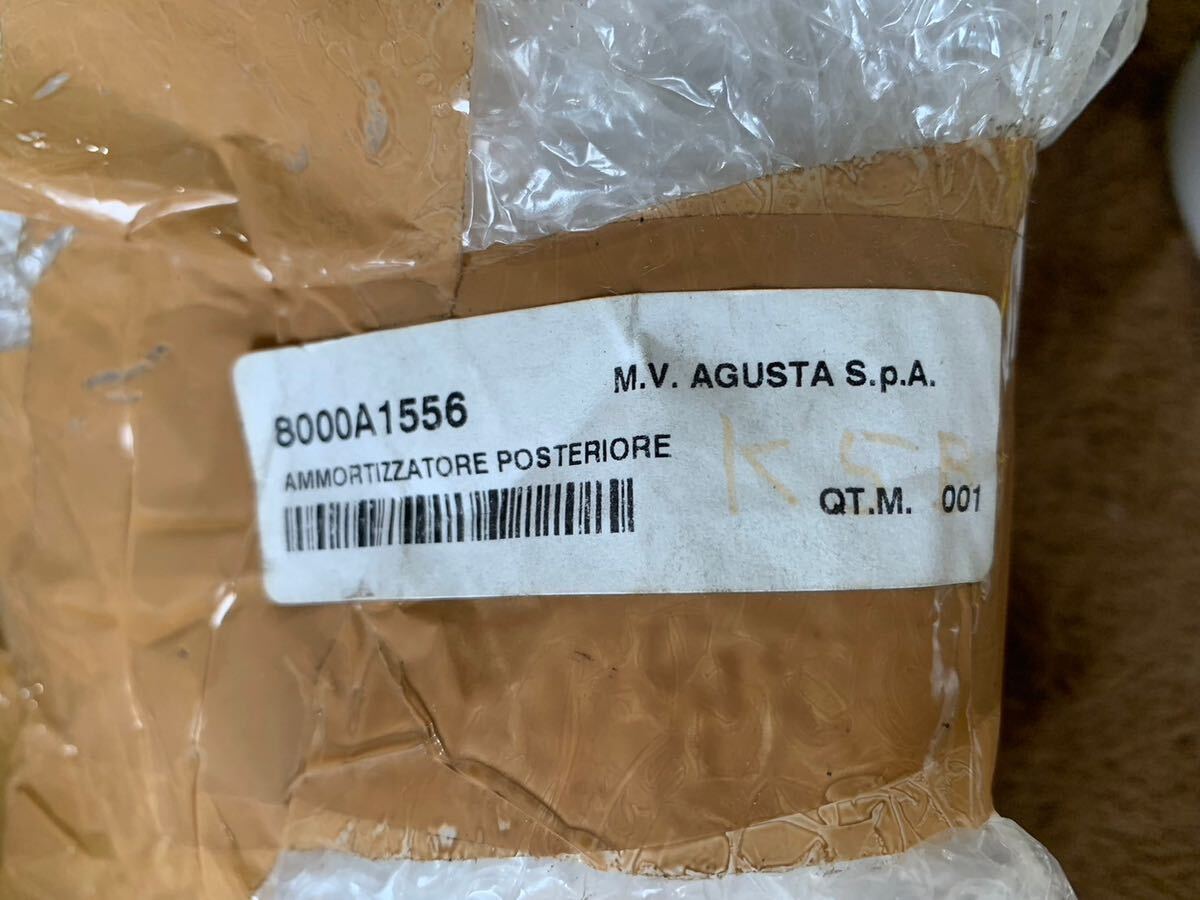 M.V. AGUSTA S.p.A.
8000A1556
AMMORTIZZATORE POSTERIORE
QT.M. 001